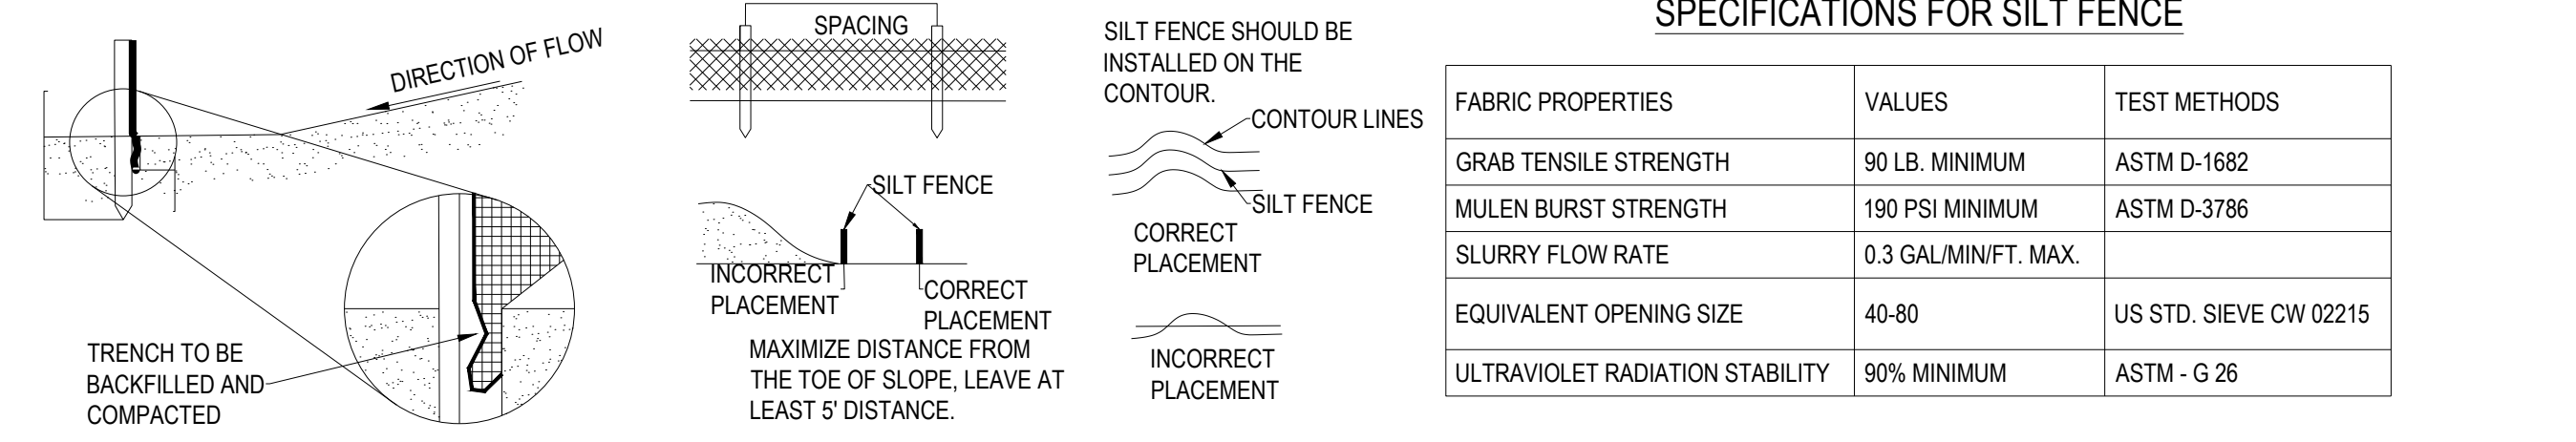 DIRECTION OF FLOW
TRENCH TO BE
BACKFILLED AND
COMPACTED
SPACING
SILT FENCE
INCORRECT
PLACEMENT
CORRECT
PLACEMENT
MAXIMIZE DISTANCE FROM
THE TOE OF SLOPE, LEAVE AT
LEAST 5' DISTANCE.
SILT FENCE SHOULD BE
INSTALLED ON THE
CONTOUR.
CONTOUR LINES
SILT FENCE
CORRECT
PLACEMENT
INCORRECT
PLACEMENT
SPECIFICATIONS FOR SILT FENCE
FABRIC PROPERTIES VALUES TEST METHODS
GRAB TENSILE STRENGTH 90 LB. MINIMUM ASTM D-1682
MULEN BURST STRENGTH 190 PSI MINIMUM ASTM D-3786
SLURRY FLOW RATE 0.3 GAL/MIN/FT. MAX.
EQUIVALENT OPENING SIZE 40-80 US STD. SIEVE CW 02215
ULTRAVIOLET RADIATION STABILITY 90% MINIMUM ASTM - G 26